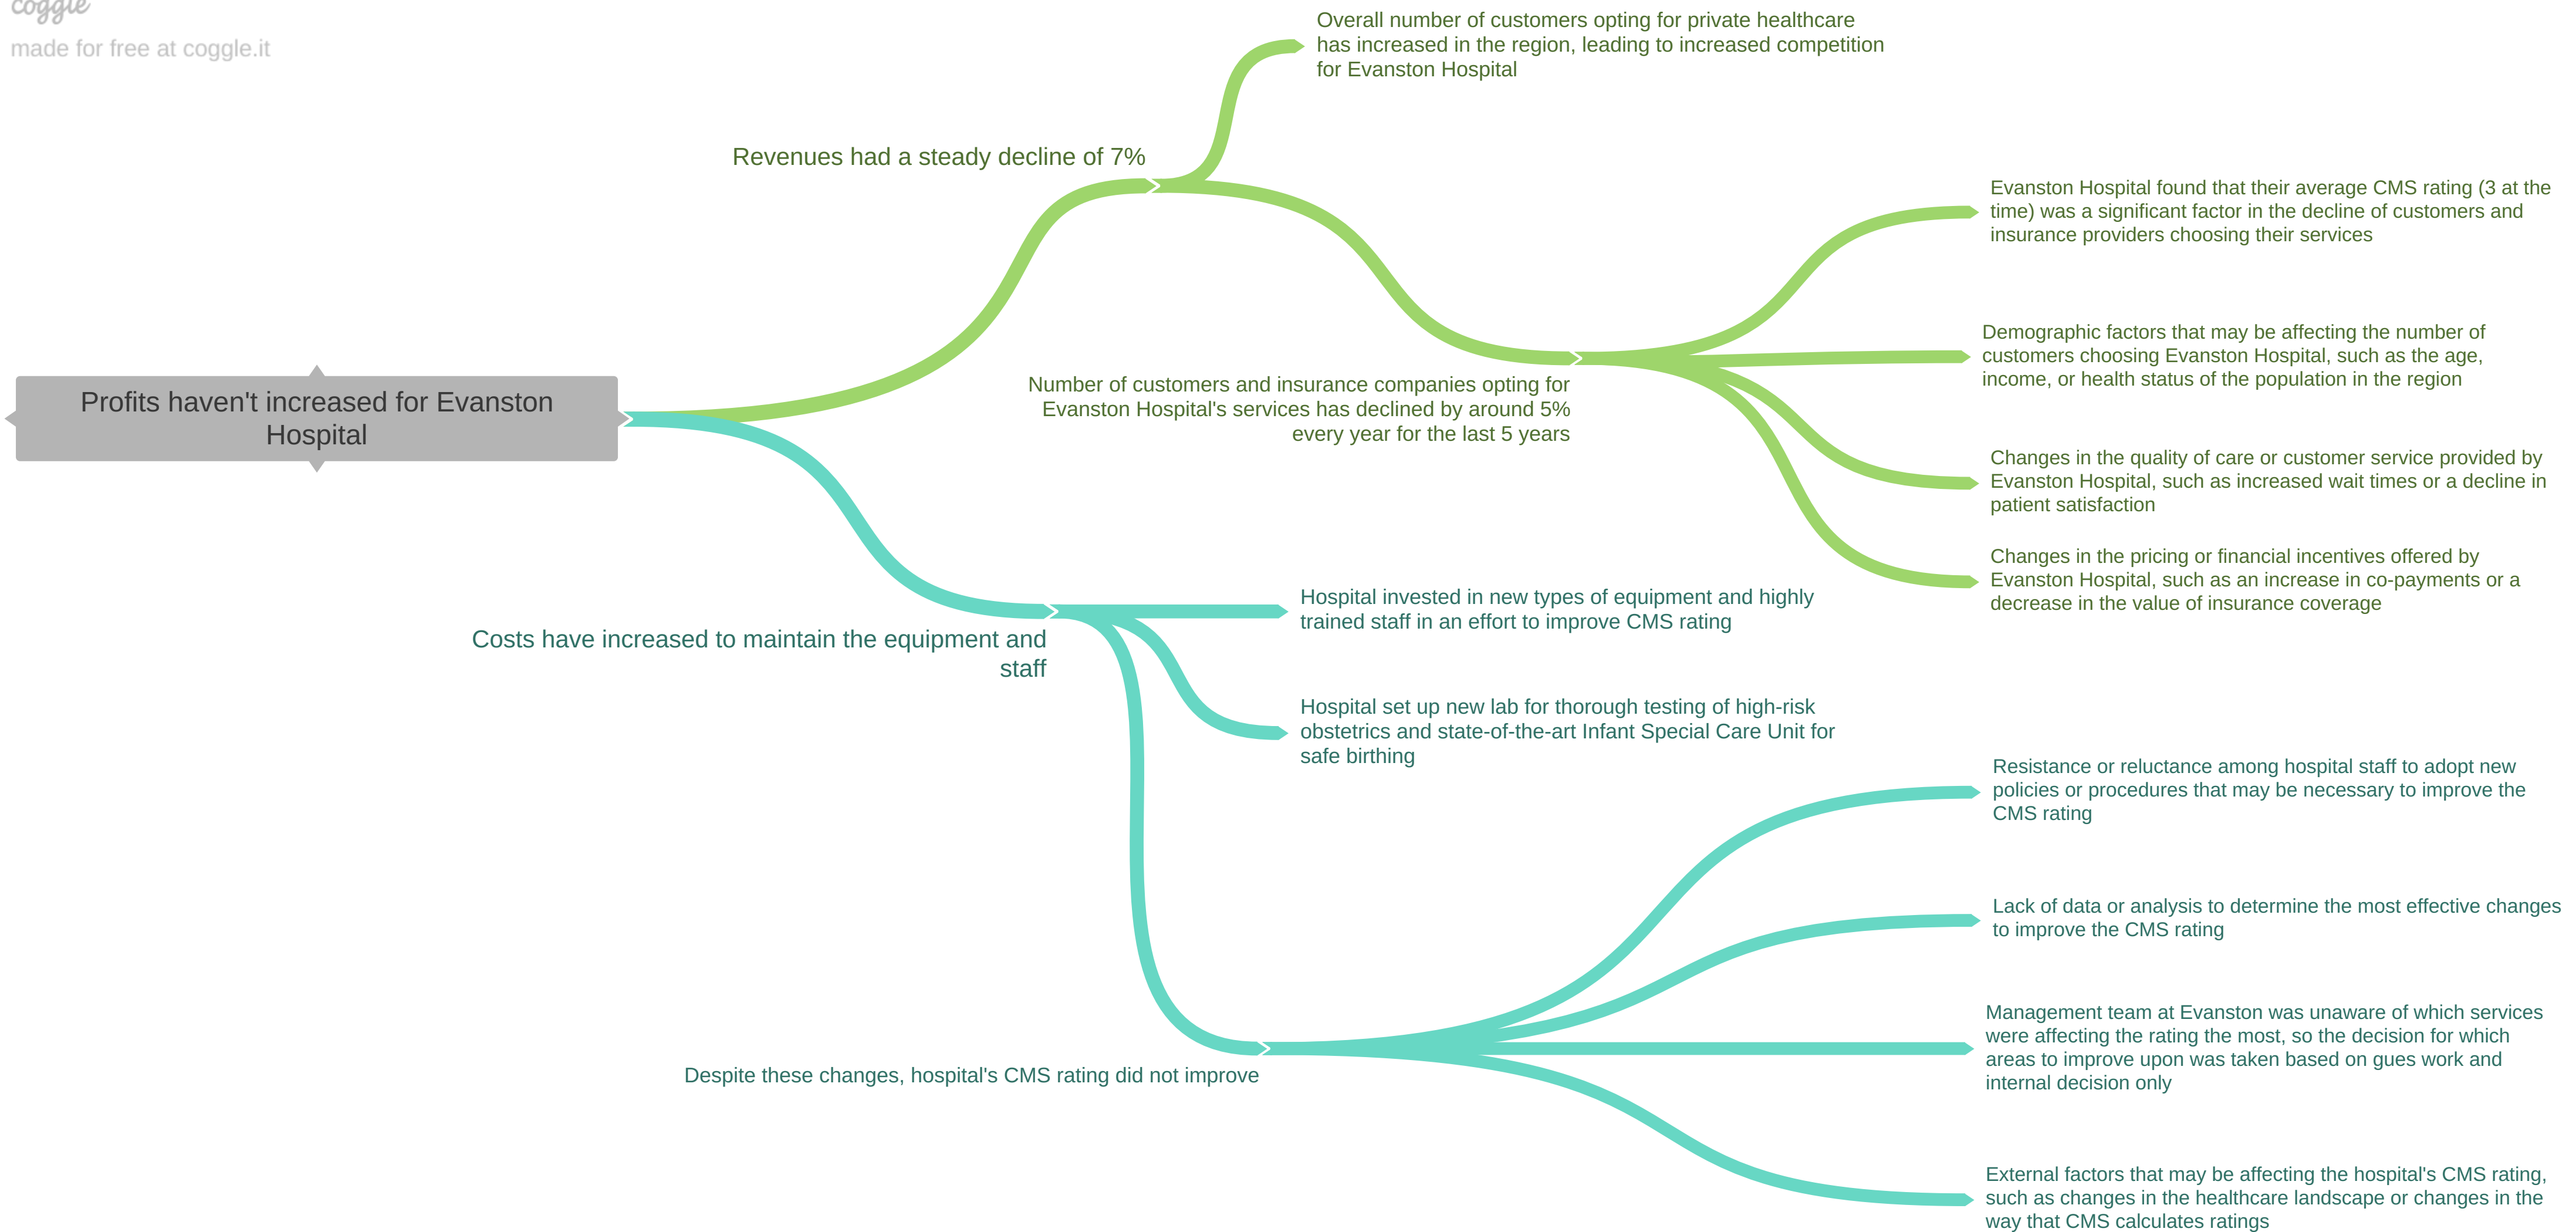 coggle
made for free at coggle.it
Overall number of customers opting for private healthcare
has increased in the region, leading to increased competition
for Evanston Hospital
Revenues had a steady decline of 7%
Evanston Hospital found that their average CMS rating (3 at the
time) was a significant factor in the decline of customers and
insurance providers choosing their services
Demographic factors that may be affecting the number of
customers choosing Evanston Hospital, such as the age,
income, or health status of the population in the region
Profits haven't increased for Evanston
Hospital
Number of customers and insurance companies opting for
Evanston Hospital's services has declined by around 5%
every year for the last 5 years
Changes in the quality of care or customer service provided by
Evanston Hospital, such as increased wait times or a decline in
patient satisfaction
Changes in the pricing or financial incentives offered by
Evanston Hospital, such as an increase in co-payments or a
decrease in the value of insurance coverage
Hospital invested in new types of equipment and highly
trained staff in an effort to improve CMS rating
Costs have increased to maintain the equipment and
staff
Hospital set up new lab for thorough testing of high-risk
obstetrics and state-of-the-art Infant Special Care Unit for
safe birthing
Resistance or reluctance among hospital staff to adopt new
policies or procedures that may be necessary to improve the
CMS rating
Lack of data or analysis to determine the most effective changes
to improve the CMS rating
Management team at Evanston was unaware of which services
were affecting the rating the most, so the decision for which
areas to improve upon was taken based on gues work and
internal decision only
Despite these changes, hospital's CMS rating did not improve
External factors that may be affecting the hospital's CMS rating,
such as changes in the healthcare landscape or changes in the
way that CMS calculates ratings